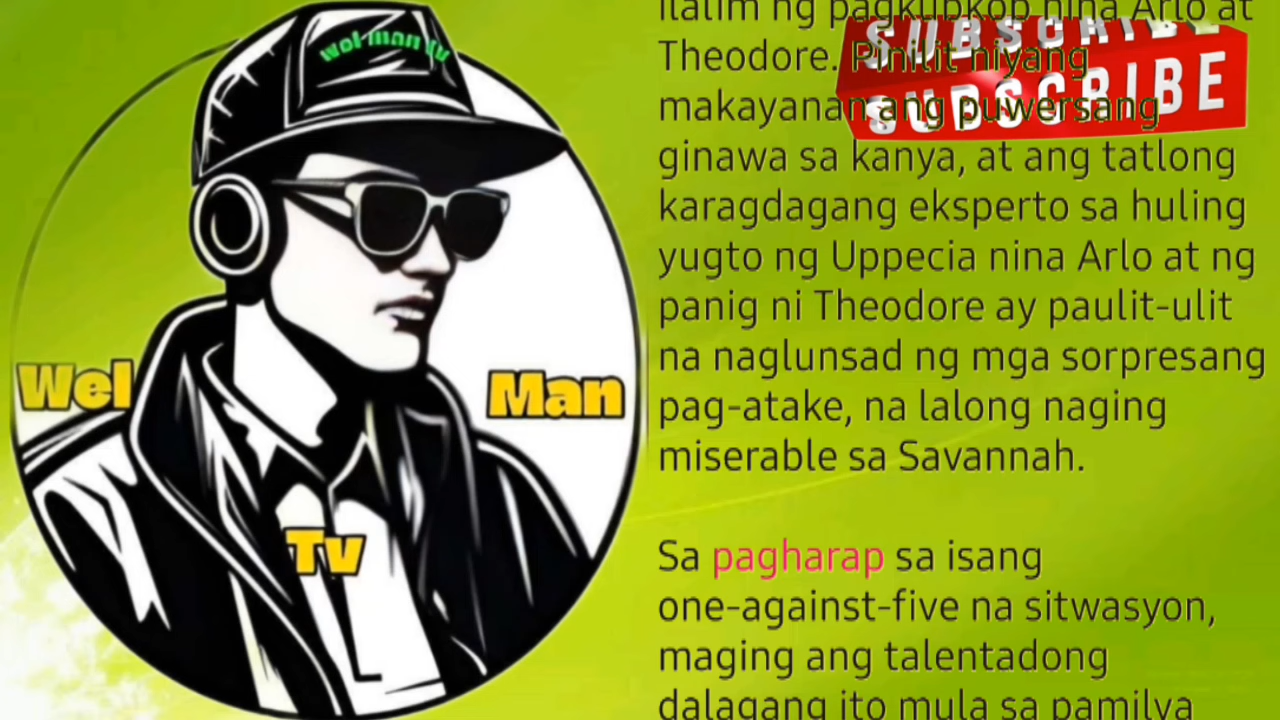 wel man tv
Wel
Man
Tv
SUBSCRIBE
SUBSCRIBE
ilalim ng pagkupkop nina Arlo at
Theodore. Pinilit niyang
makayanan ang puwersang
ginawa sa kanya, at ang tatlong
karagdagang eksperto sa huling
yugto ng Uppecia nina Arlo at ng
panig ni Theodore ay paulit-ulit
na naglunsad ng mga sorpresang
pag-atake, na lalong naging
miserable sa Savannah.
Sa pagharap sa isang
one-against-five na sitwasyon,
maging ang talentadong
dalagang ito mula sa pamilya